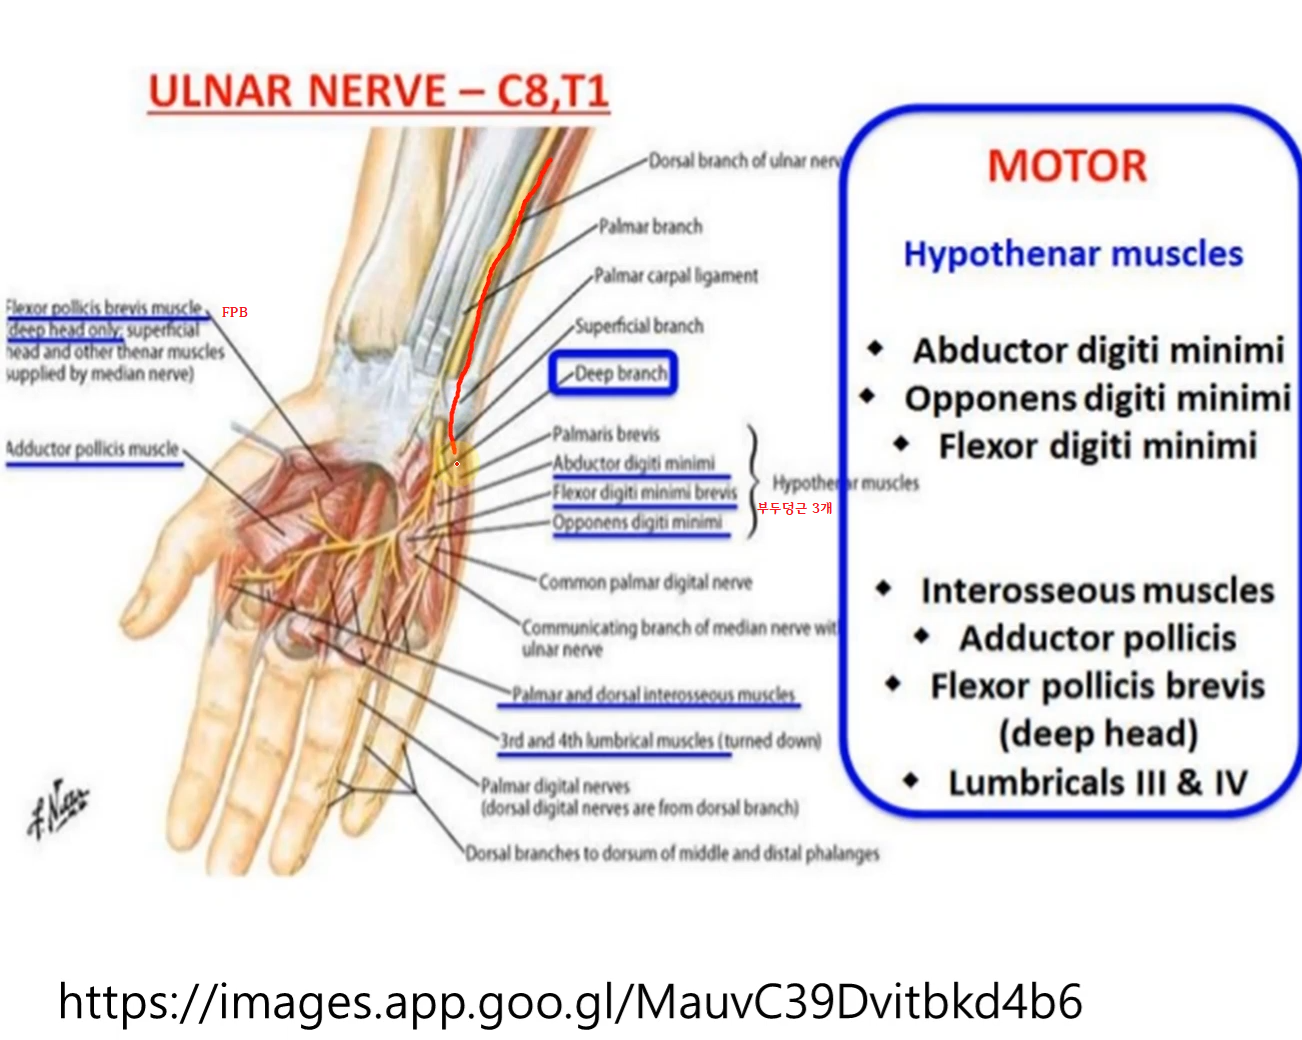 ULNAR NERVE – C8,T1
Dorsal branch of ulnar nerv
Palmar branch
Palmar carpal ligament
Superficial branch
Deep branch
Flexor pollicis brevis muscle
(deep head only; superficial
head and other thenar muscles
supplied by median nerve)
FPB
Adductor pollicis muscle
Palmaris brevis
Abductor digiti minimi
Flexor digiti minimi brevis
Opponens digiti minimi
Hypothenar muscles
부두덩근 3개
Common palmar digital nerve
Communicating branch of median nerve wit
ulnar nerve
Palmar and dorsal interosseous muscles
3rd and 4th lumbrical muscles (turned down)
Palmar digital nerves
(dorsal digital nerves are from dorsal branch)
Dorsal branches to dorsum of middle and distal phalanges
MOTOR
Hypothenar muscles
◆ Abductor digiti minimi
◆ Opponens digiti minimi
◆ Flexor digiti minimi
◆ Interosseous muscles
◆ Adductor pollicis
◆ Flexor pollicis brevis
(deep head)
◆ Lumbricals III & IV
https://images.app.goo.gl/MauvC39Dvitbkd4b6